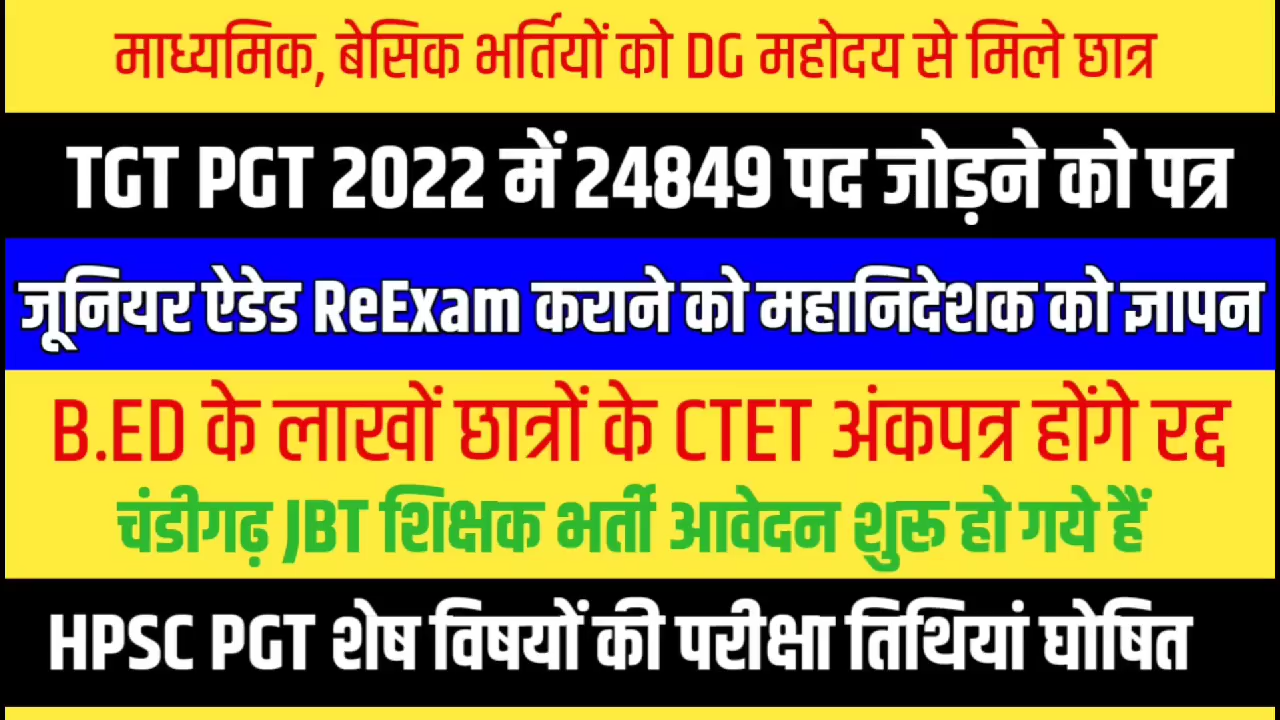 माध्यमिक, बेसिक भर्तियों को DG महोदय से मिले छात्र
TGT PGT 2022 में 24849 पद जोड़ने को पत्र
जूनियर ऐडेड ReExam कराने को महानिदेशक को ज्ञापन
B.ED के लाखों छात्रों के CTET अंकपत्र होंगे रद्द
चंडीगढ़ JBT शिक्षक भर्ती आवेदन शुरू हो गये हैं
HPSC PGT शेष विषयों की परीक्षा तिथियां घोषित